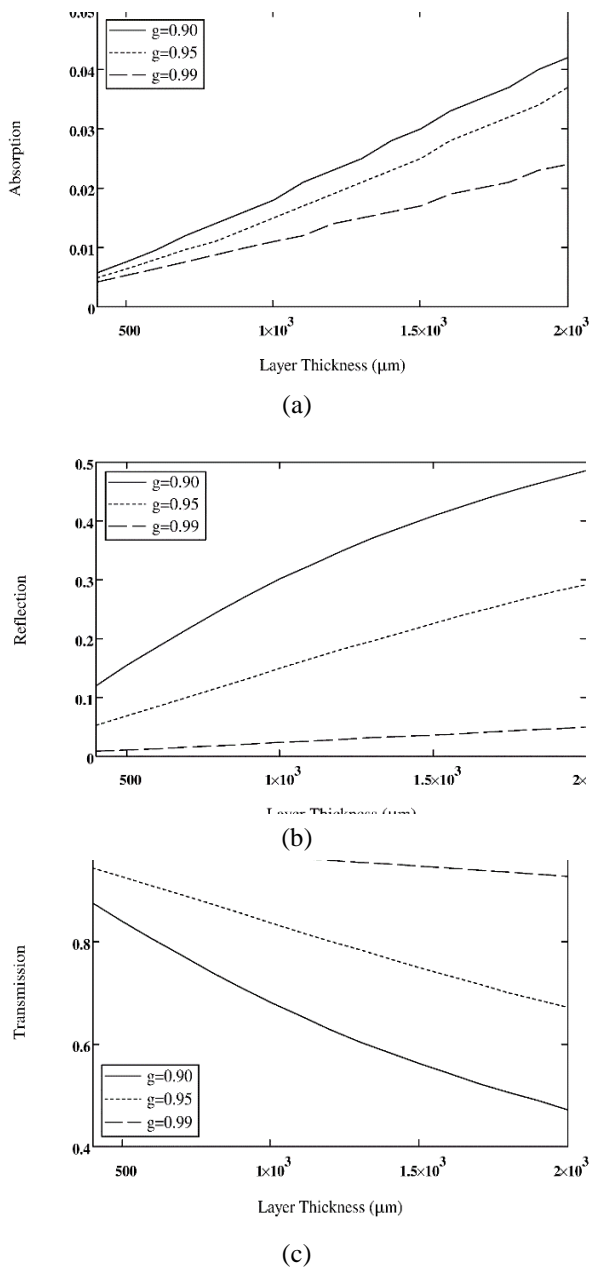 0.05
g=0.90
g=0.95
g=0.99
0.04
0.03
0.02
0.01
0
Absorption
500 1×10³ 1.5×10³ 2×10³
Layer Thickness (μm)
(a)
0.5
g=0.90
g=0.95
g=0.99
0.4
0.3
0.2
0.1
0
Reflection
500 1×10³ 1.5×10³ 2×
Layer Thickness (μm)
(b)
0.8
0.6
0.4
Transmission
g=0.90
g=0.95
g=0.99
500 1×10³ 1.5×10³ 2×10³
Layer Thickness (μm)
(c)